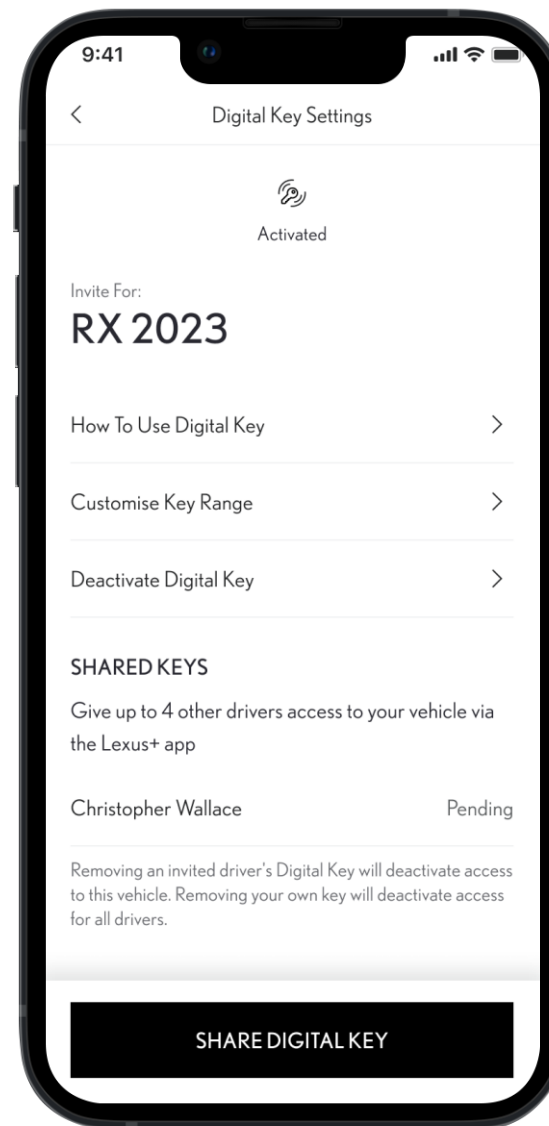 9:41
Digital Key Settings
Activated
Invite For:
RX 2023
How To Use Digital Key
Customise Key Range
Deactivate Digital Key
SHARED KEYS
Give up to 4 other drivers access to your vehicle via
the Lexus+ app
Christopher Wallace Pending
Removing an invited driver's Digital Key will deactivate access
to this vehicle. Removing your own key will deactivate access
for all drivers.
SHARE DIGITAL KEY